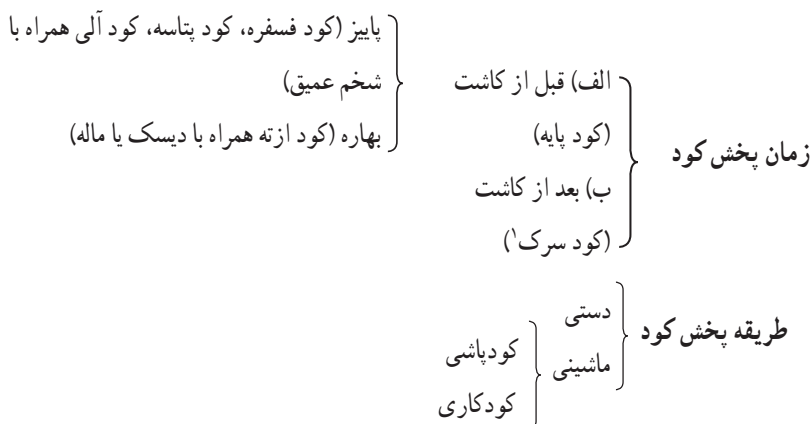 زمان پخش کود
الف) قبل از کاشت
(کود پایه)
پاییز (کود فسفره، کود پتاسه، کود آلی همراه با
شخم عمیق)
بهاره (کود ازته همراه با دیسک یا ماله)
ب) بعد از کاشت
(کود سرک۱)
طریقه پخش کود
دستی
ماشینی
کودپاشی
کودکاری